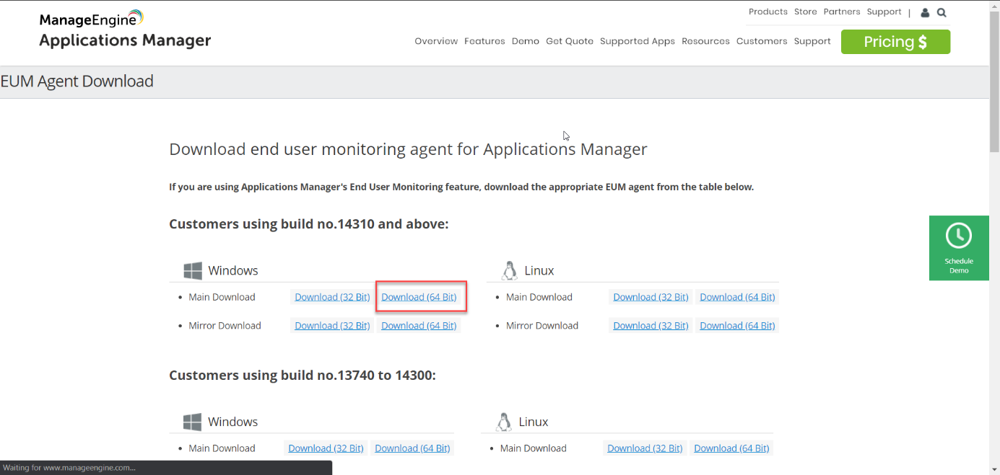 ManageEngine
Applications Manager
Products Store Partners Support |
Overview Features Demo Get Quote Supported Apps Resources Customers Support Pricing $
EUM Agent Download
Download end user monitoring agent for Applications Manager
If you are using Applications Manager's End User Monitoring feature, download the appropriate EUM agent from the table below.
Customers using build no.14310 and above:
Schedule
Demo
Windows
Main Download Download (32 Bit) Download (64 Bit)
Mirror Download Download (32 Bit) Download (64 Bit)
Linux
Main Download Download (32 Bit) Download (64 Bit)
Mirror Download Download (32 Bit) Download (64 Bit)
Customers using build no.13740 to 14300:
Windows
Main Download Download (32 Bit) Download (64 Bit)
Linux
Main Download Download (32 Bit) Download (64 Bit)
Waiting for www.manageengine.com...